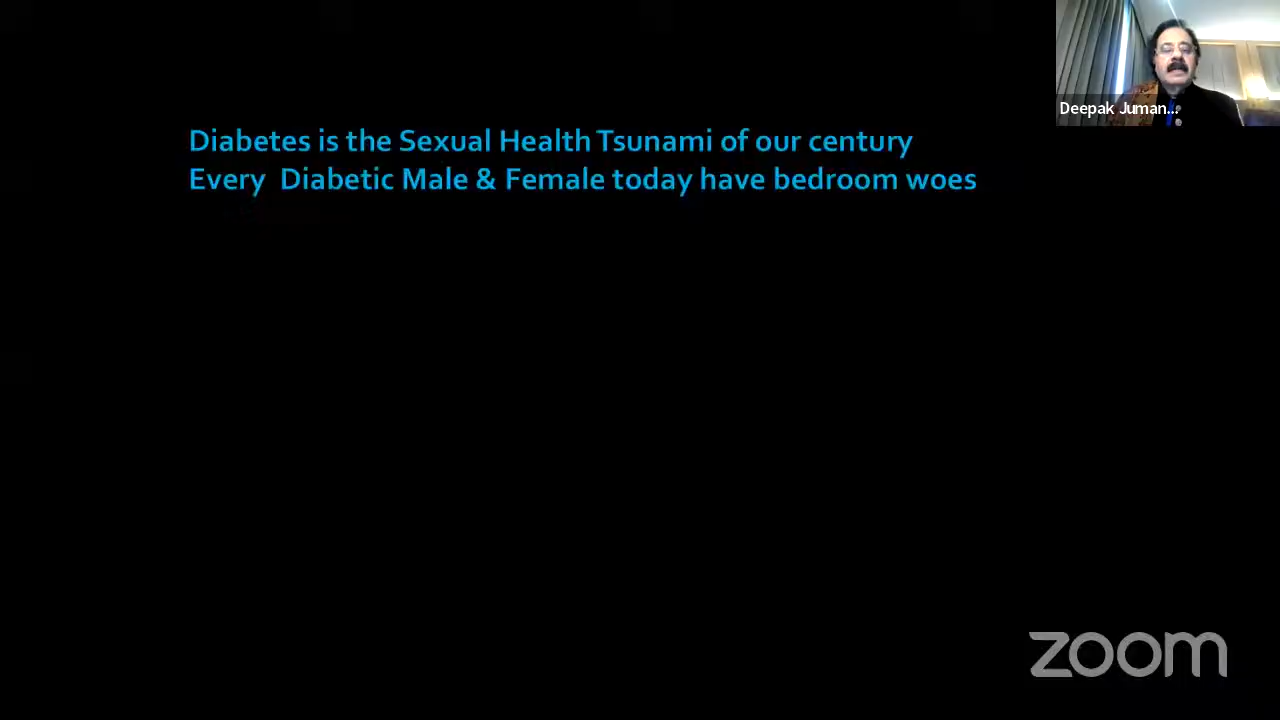 Deepak Juman...
Diabetes is the Sexual Health Tsunami of our century
Every Diabetic Male & Female today have bedroom woes
zoom